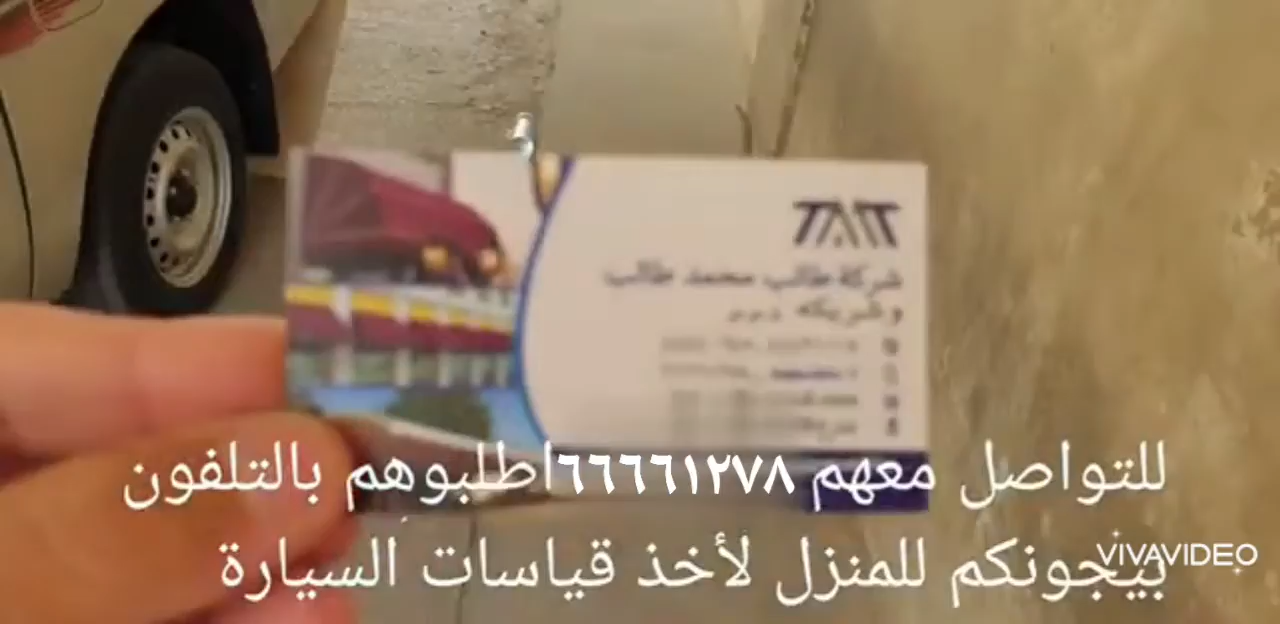 TMT
شركة طالب محمد طالب
وشريكه ذ.م.م
للتواصل معهم ٦٦٦٦١٢٧٨اطلبوهم بالتلفون
بيجونكم للمنزل لأخذ قياسات السيارة
VIVAVIDEO